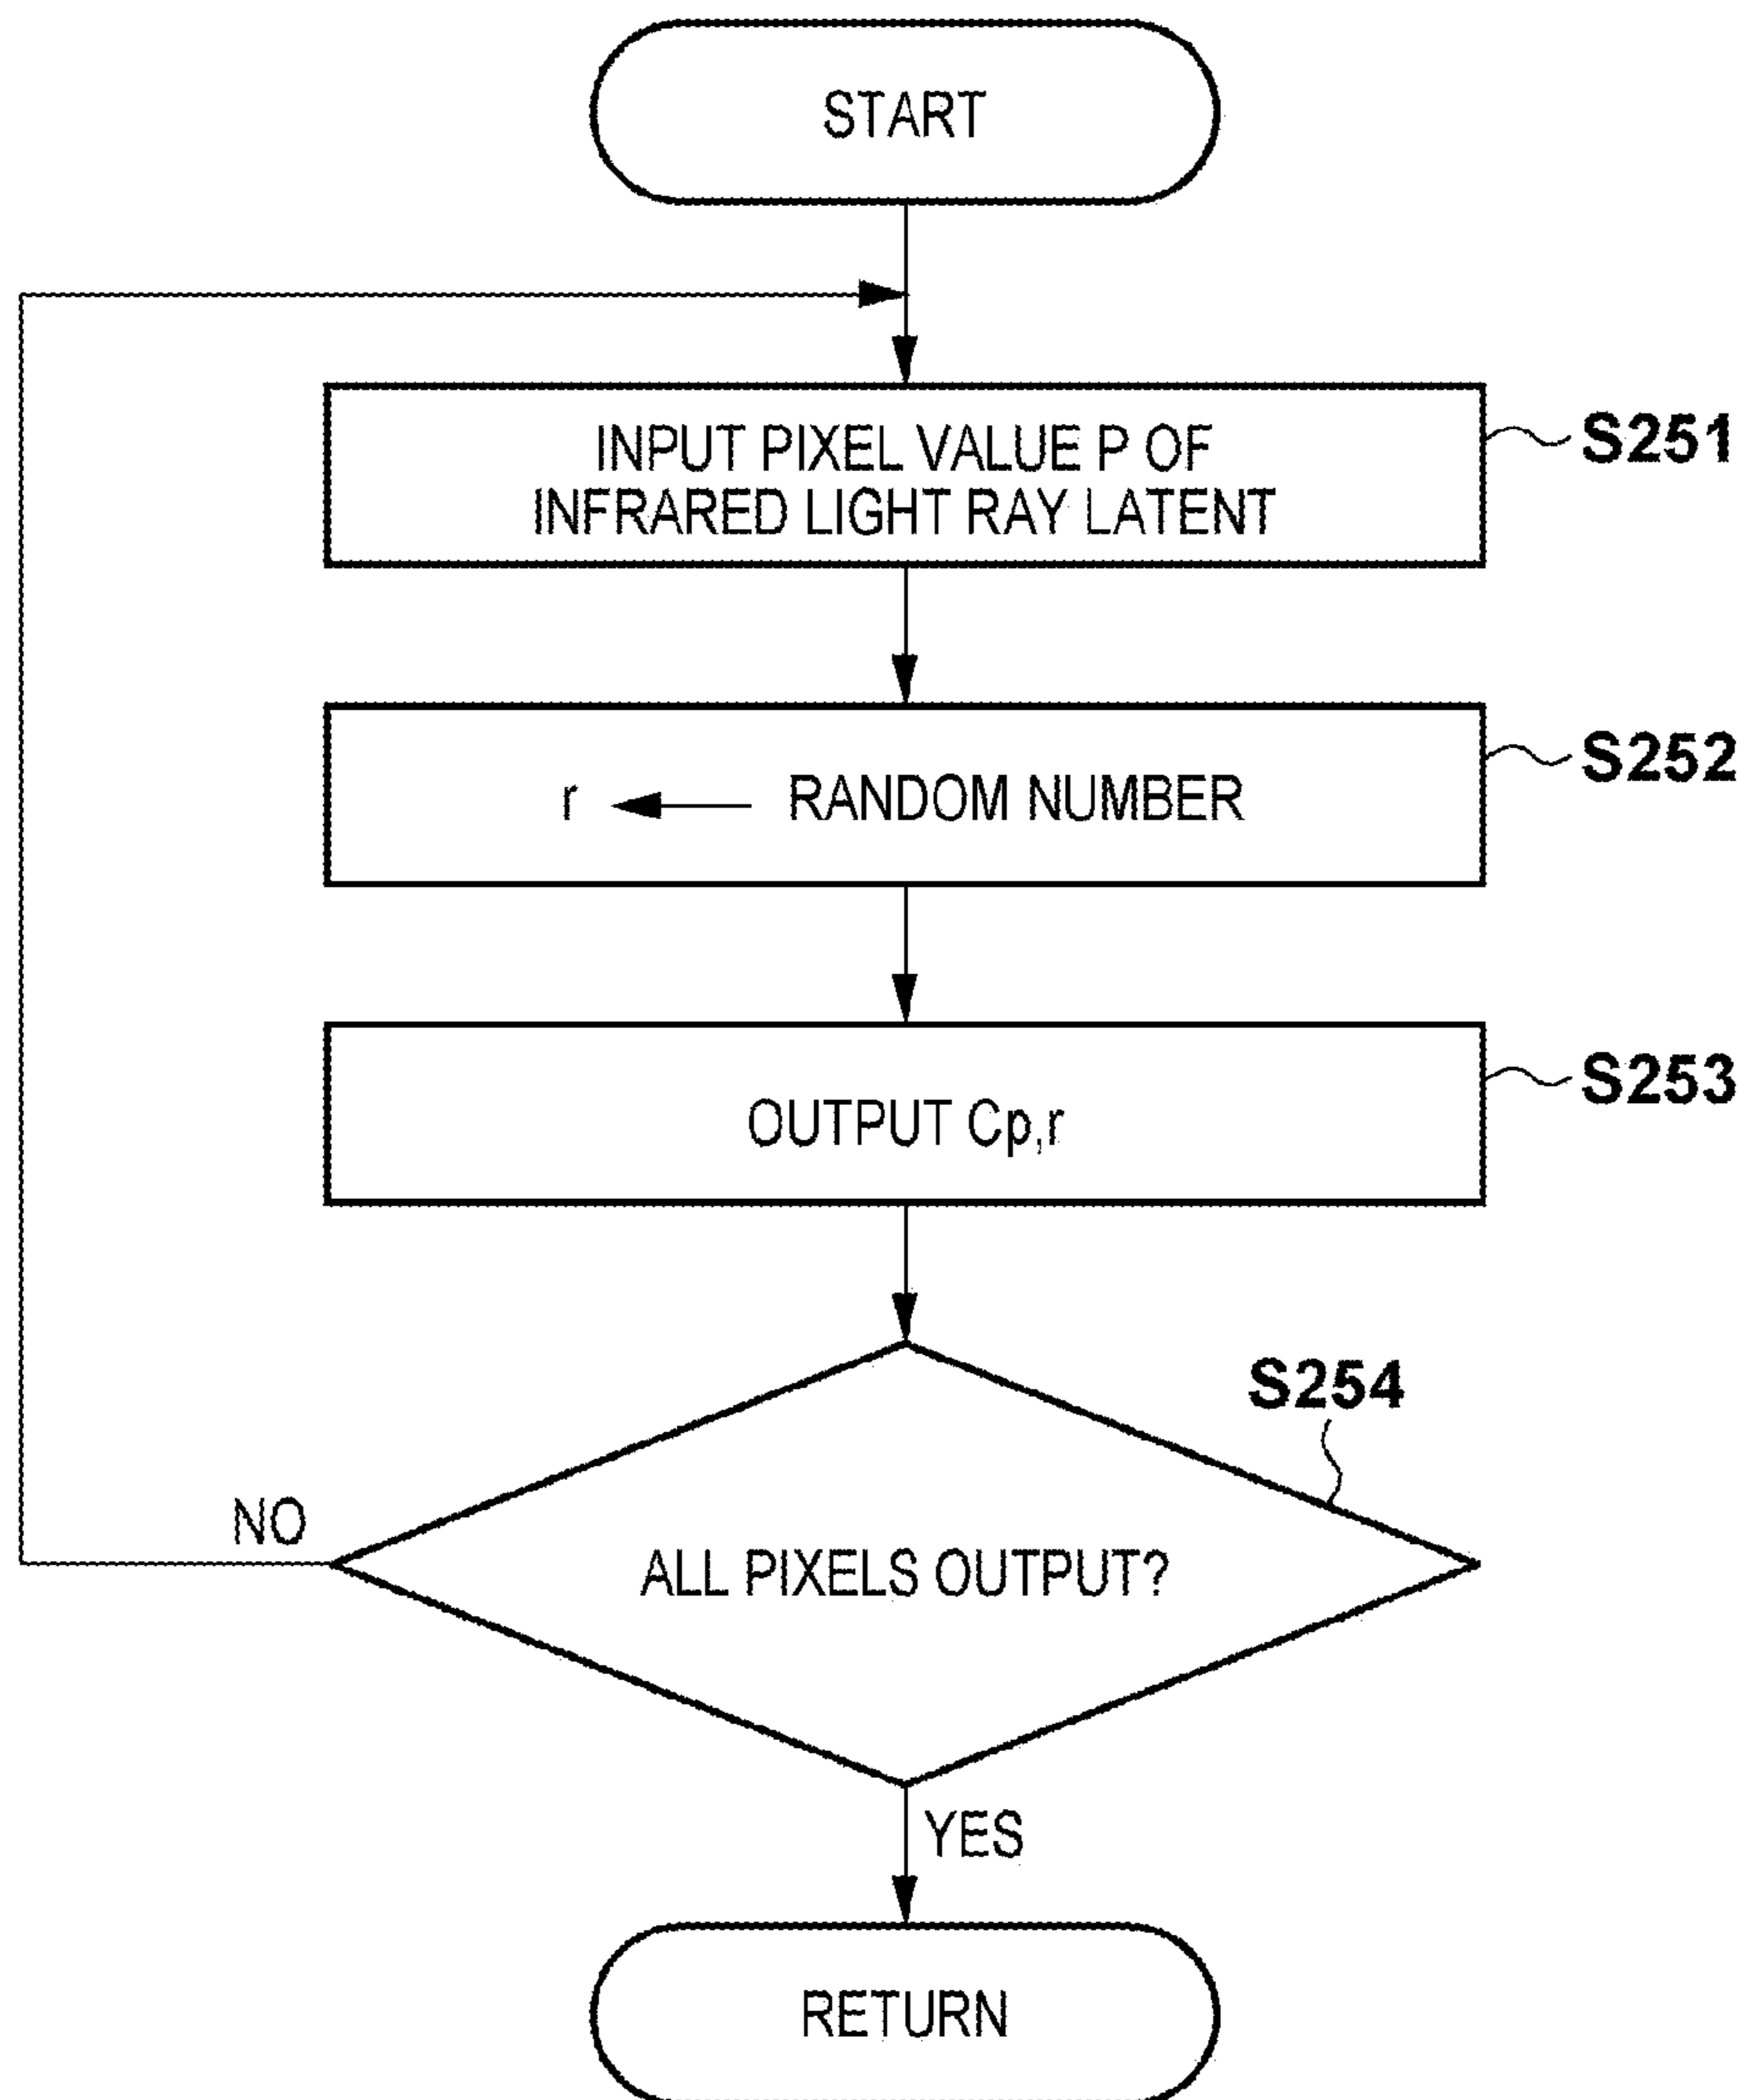 START
INPUT PIXEL VALUE P OF
INFRARED LIGHT RAY LATENT
S251
r ← RANDOM NUMBER
S252
OUTPUT Cp,r
S253
S254
NO
ALL PIXELS OUTPUT?
YES
RETURN